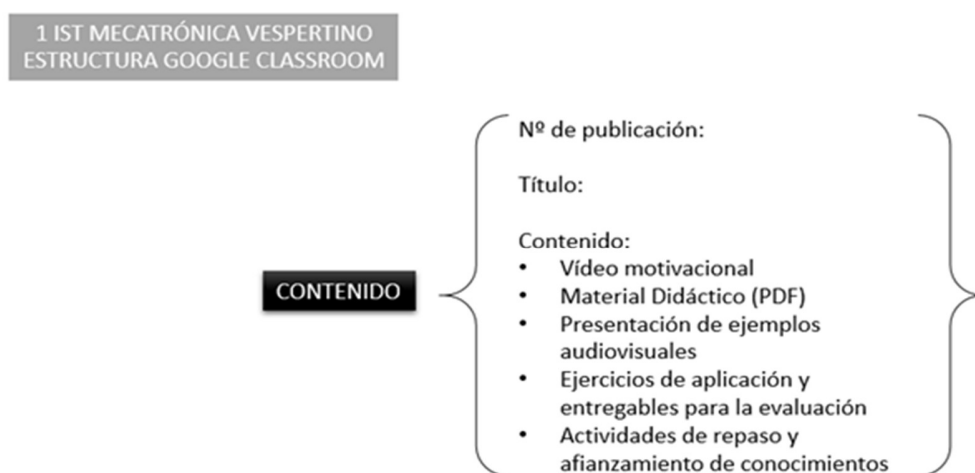 1 IST MECATRÓNICA VESPERTINO
ESTRUCTURA GOOGLE CLASSROOM
Nº de publicación:
Título:
Contenido:
• Vídeo motivacional
• Material Didáctico (PDF)
• Presentación de ejemplos
audiovisuales
• Ejercicios de aplicación y
entregables para la evaluación
• Actividades de repaso y
afianzamiento de conocimientos
CONTENIDO